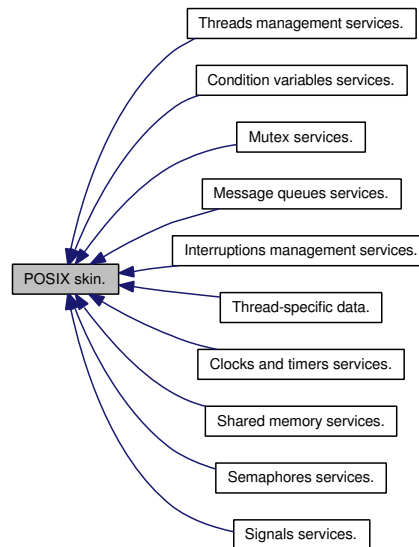 Threads management services.
Condition variables services.
Mutex services.
Message queues services.
Interruptions management services.
POSIX skin.
Thread-specific data.
Clocks and timers services.
Shared memory services.
Semaphores services.
Signals services.